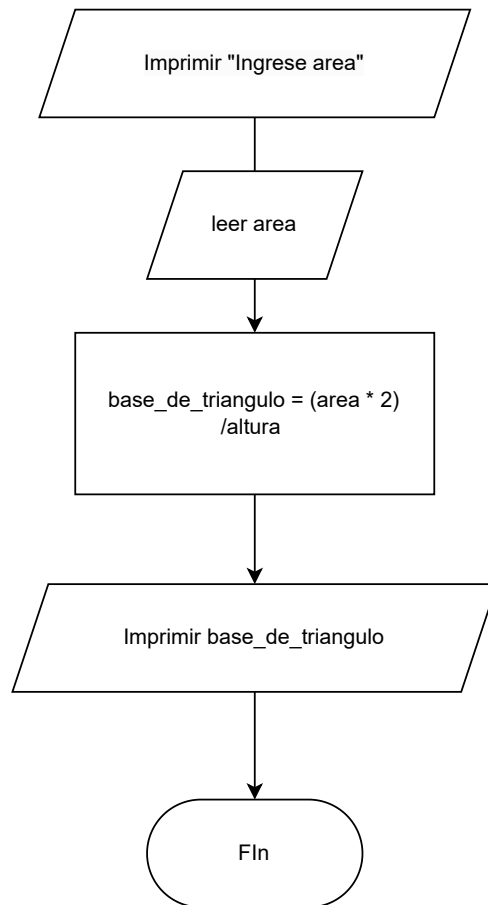 Imprimir "Ingrese area"
leer area
base_de_triangulo = (area * 2)
/altura
Imprimir base_de_triangulo
FIn